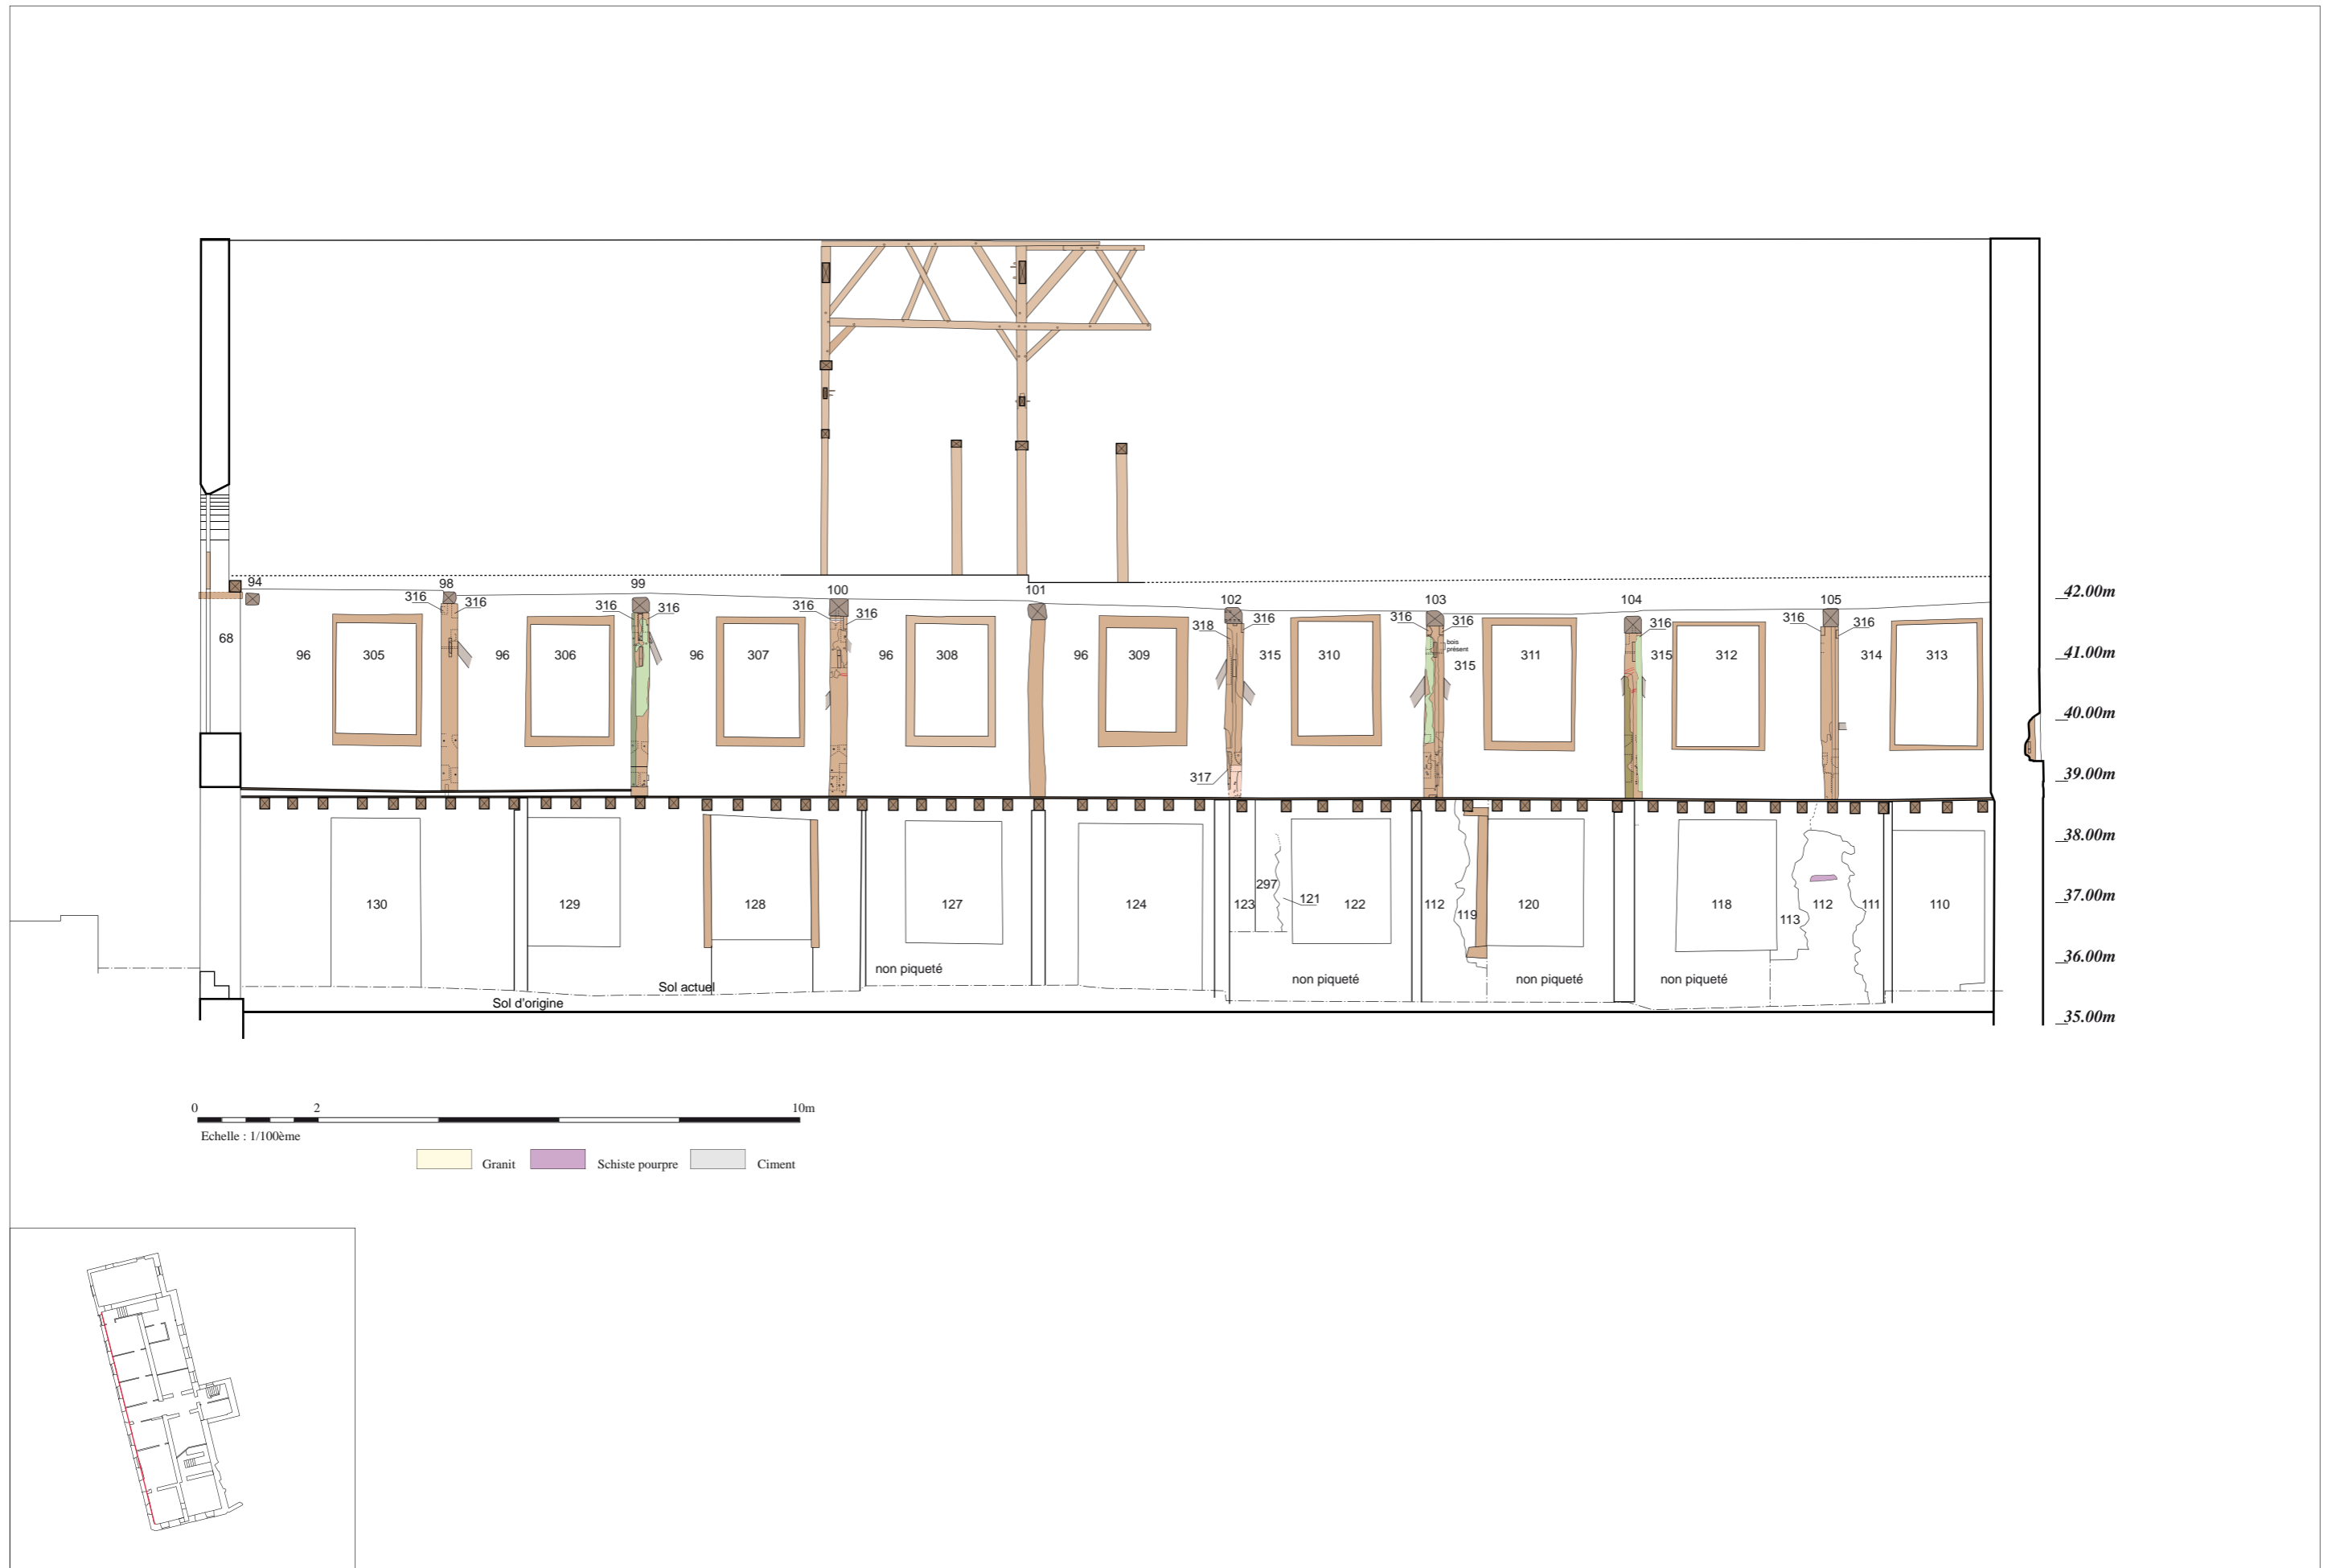 94 98 99 100 101 102 103 104 105
42.00m
316 316 316 316 316 316 318 316 316 316 316 316 316
bois
présent
68 96 305 96 306 96 307 96 308 96 309 315 310 315 311 315 312 314 313
41.00m
40.00m
317
39.00m
38.00m
297 121
37.00m
130 129 128 127 124 123 122 112 119 120 118 113 112 111 110
36.00m
non piqueté non piqueté non piqueté non piqueté
Sol actuel
Sol d'origine
35.00m
0 2 10m
Echelle : 1/100ème
Granit Schiste pourpre Ciment